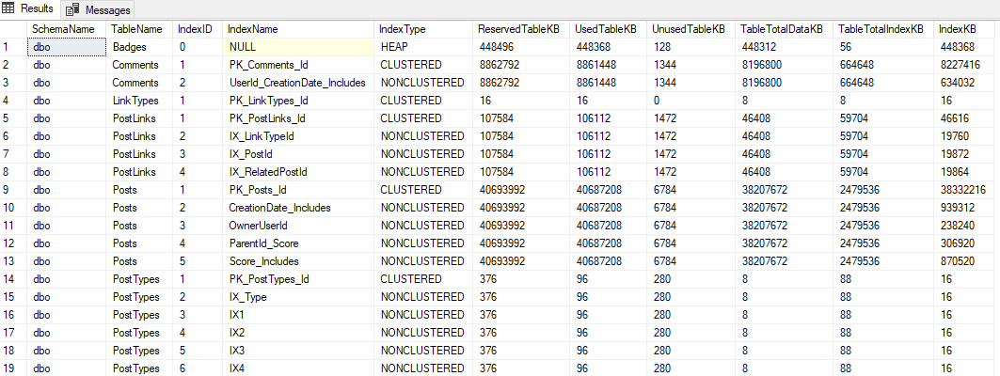 Results Messages
SchemaName TableName IndexID IndexName IndexType ReservedTableKB UsedTableKB UnusedTableKB TableTotalDataKB TableTotalIndexKB IndexKB
1 dbo Badges 0 NULL HEAP 448496 448368 128 448312 56 448368
2 dbo Comments 1 PK_Comments_Id CLUSTERED 8862792 8861448 1344 8196800 664648 8227416
3 dbo Comments 2 UserId_CreationDate_Includes NONCLUSTERED 8862792 8861448 1344 8196800 664648 634032
4 dbo LinkTypes 1 PK_LinkTypes_Id CLUSTERED 16 16 0 8 8 16
5 dbo PostLinks 1 PK_PostLinks_Id CLUSTERED 107584 106112 1472 46408 59704 46616
6 dbo PostLinks 2 IX_LinkTypeId NONCLUSTERED 107584 106112 1472 46408 59704 19760
7 dbo PostLinks 3 IX_PostId NONCLUSTERED 107584 106112 1472 46408 59704 19872
8 dbo PostLinks 4 IX_RelatedPostId NONCLUSTERED 107584 106112 1472 46408 59704 19864
9 dbo Posts 1 PK_Posts_Id CLUSTERED 40693992 40687208 6784 38207672 2479536 38332216
10 dbo Posts 2 CreationDate_Includes NONCLUSTERED 40693992 40687208 6784 38207672 2479536 939312
11 dbo Posts 3 OwnerUserId NONCLUSTERED 40693992 40687208 6784 38207672 2479536 238240
12 dbo Posts 4 ParentId_Score NONCLUSTERED 40693992 40687208 6784 38207672 2479536 306920
13 dbo Posts 5 Score_Includes NONCLUSTERED 40693992 40687208 6784 38207672 2479536 870520
14 dbo PostTypes 1 PK_PostTypes_Id CLUSTERED 376 96 280 8 88 16
15 dbo PostTypes 2 IX_Type NONCLUSTERED 376 96 280 8 88 16
16 dbo PostTypes 3 IX1 NONCLUSTERED 376 96 280 8 88 16
17 dbo PostTypes 4 IX2 NONCLUSTERED 376 96 280 8 88 16
18 dbo PostTypes 5 IX3 NONCLUSTERED 376 96 280 8 88 16
19 dbo PostTypes 6 IX4 NONCLUSTERED 376 96 280 8 88 16